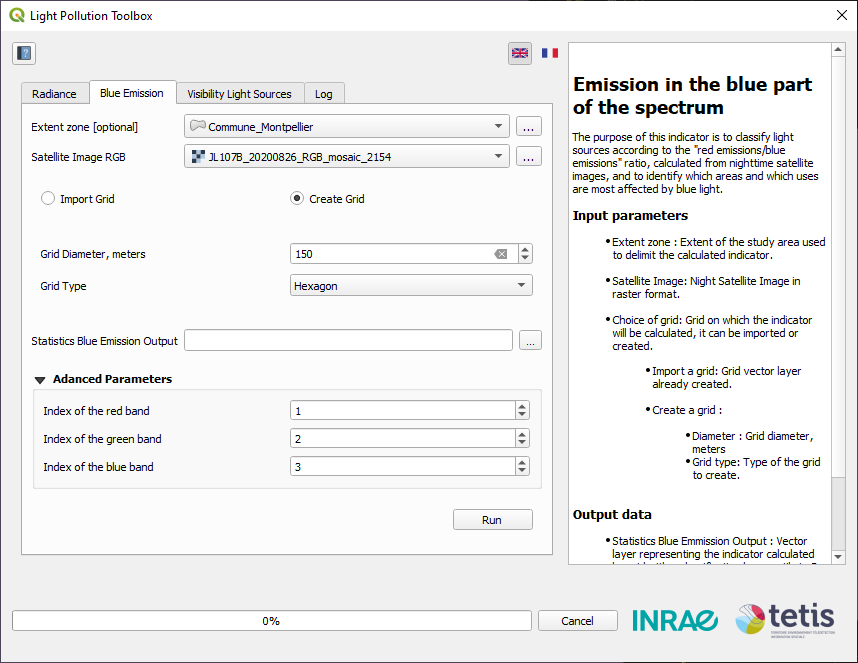 Light Pollution Toolbox
Radiance
Blue Emission
Visibility Light Sources
Log
Extent zone [optional]
Commune_Montpellier
...
Satellite Image RGB
JL107B_20200826_RGB_mosaic_2154
...
Import Grid
Create Grid
Grid Diameter, meters
150
Grid Type
Hexagon
Statistics Blue Emission Output
...
Adanced Parameters
Index of the red band
1
Index of the green band
2
Index of the blue band
3
Run
Emission in the blue part
of the spectrum
The purpose of this indicator is to classify light
sources according to the "red emissions/blue
emissions" ratio, calculated from nighttime satellite
images, and to identify which areas and which uses
are most affected by blue light.
Input parameters
•Extent zone : Extent of the study area used
to delimit the calculated indicator.
•Satellite Image: Night Satellite Image in
raster format.
•Choice of grid: Grid on which the indicator
will be calculated, it can be imported or
created.
•Import a grid: Grid vector layer
already created.
•Create a grid :
•Diameter : Grid diameter,
meters
•Grid type: Type of the grid
to create.
Output data
•Statistics Blue Emmission Output : Vector
layer representing the indicator calculated
0%
Cancel
INRAE
tetis